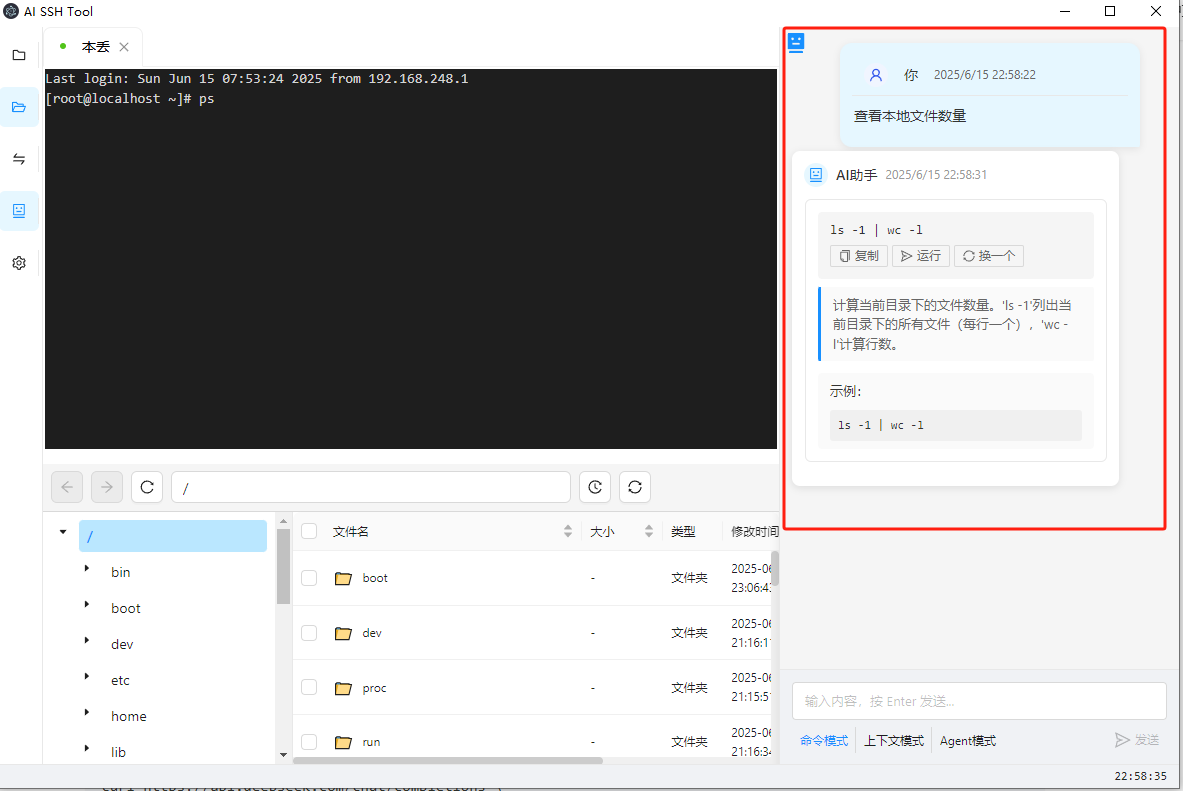 AI SSH Tool
本丢
Last login: Sun Jun 15 07:53:24 2025 from 192.168.248.1
[root@localhost ~]# ps
你 2025/6/15 22:58:22
查看本地文件数量
AI助手 2025/6/15 22:58:31
ls -1 | wc -l
复制 运行 换一个
计算当前目录下的文件数量。'ls -1'列出当
前目录下的所有文件（每行一个），'wc -
l'计算行数。
示例:
ls -1 | wc -l
/
/
bin
boot
dev
etc
home
lib
文件名 大小 类型 修改时间
boot - 文件夹 2025-06
23:06:43
dev - 文件夹 2025-06
21:16:11
proc - 文件夹 2025-06
21:15:51
run - 文件夹 2025-06
21:16:34
输入内容，按 Enter 发送...
命令模式 上下文模式 Agent模式 发送
22:58:35